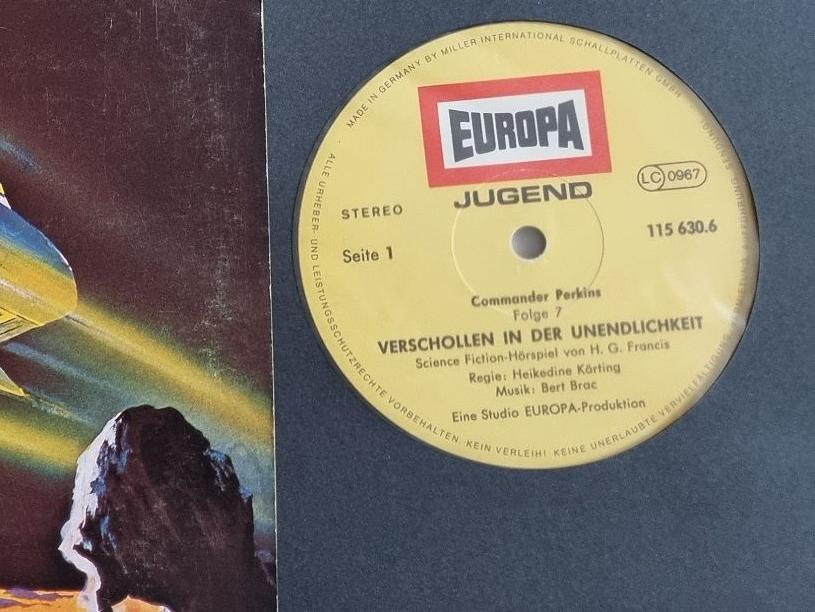 MADE IN GERMANY BY MILLER INTERNATIONAL SCHALLPLATTEN GMBH
EUROPA
JUGEND
LC 0967
STEREO
115 630.6
Seite 1
Commander Perkins
Folge 7
VERSCHOLLEN IN DER UNENDLICHKEIT
Science Fiction-Hörspiel von H. G. Francis
Regie: Heikedine Körting
Musik: Bert Brac
Eine Studio EUROPA-Produktion
ALLE URHEBER- UND LEISTUNGSSCHUTZRECHTE VORBEHALTEN. KEIN VERLEIH! KEINE UNERLAUBTE VERVIELFÄLTIGUNG